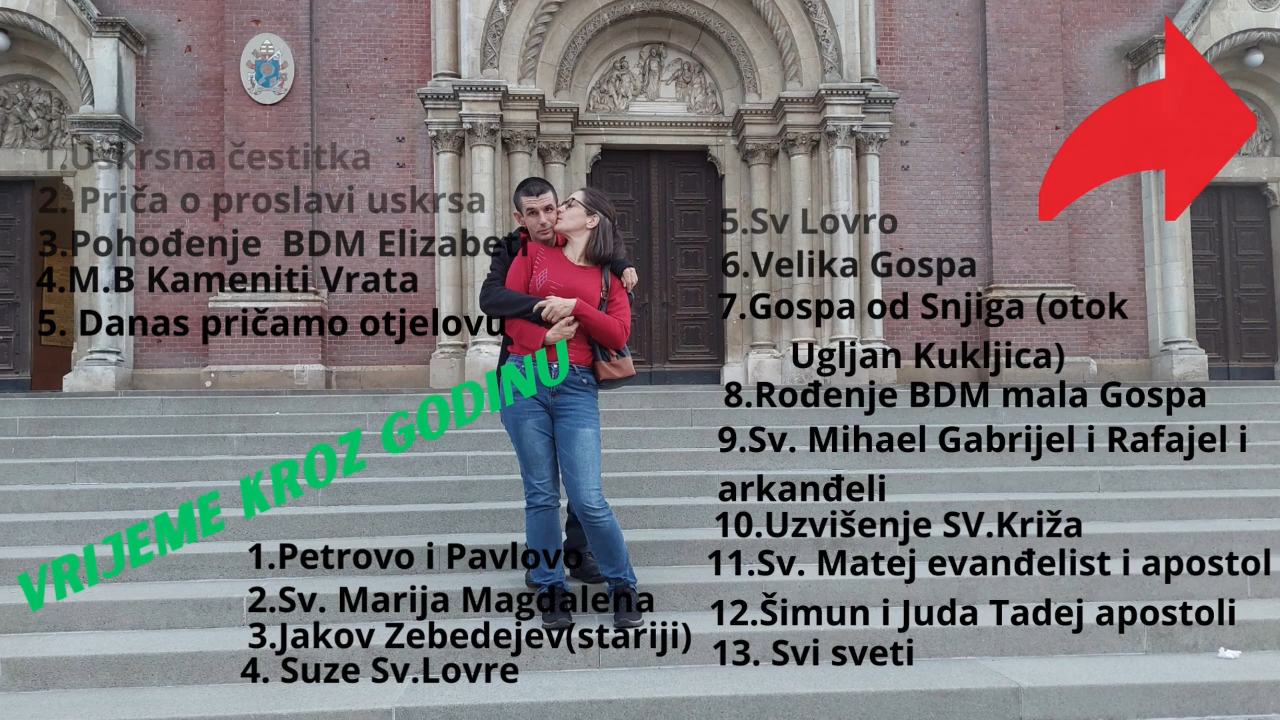 1.Uskrsna čestitka
2. Priča o proslavi uskrsa
3.Pohođenje BDM Elizabeti
4.M.B Kameniti Vrata
5. Danas pričamo otjelovu
VRIJEME KROZ GODINU
1.Petrovo i Pavlovo
2.Sv. Marija Magdalena
3.Jakov Zebedejev(stariji)
4. Suze Sv.Lovre
5.Sv Lovro
6.Velika Gospa
7.Gospa od Snjiga (otok
Ugljan Kukljica)
8.Rođenje BDM mala Gospa
9.Sv. Mihael Gabrijel i Rafajel i
arkanđeli
10.Uzvišenje SV.Križa
11.Sv. Matej evanđelist i apostol
12.Šimun i Juda Tadej apostoli
13. Svi sveti